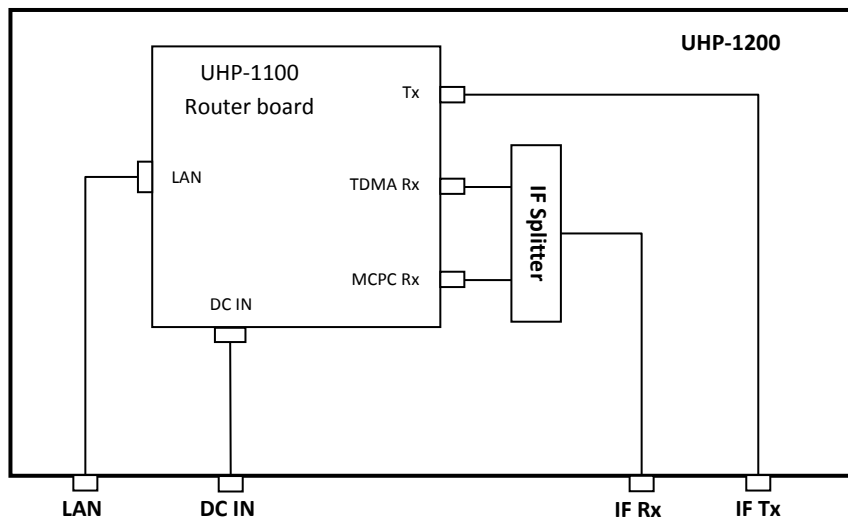 UHP-1200
UHP-1100
Router board
Tx
LAN
TDMA Rx
IF Splitter
MCPC Rx
DC IN
LAN
DC IN
IF Rx
IF Tx